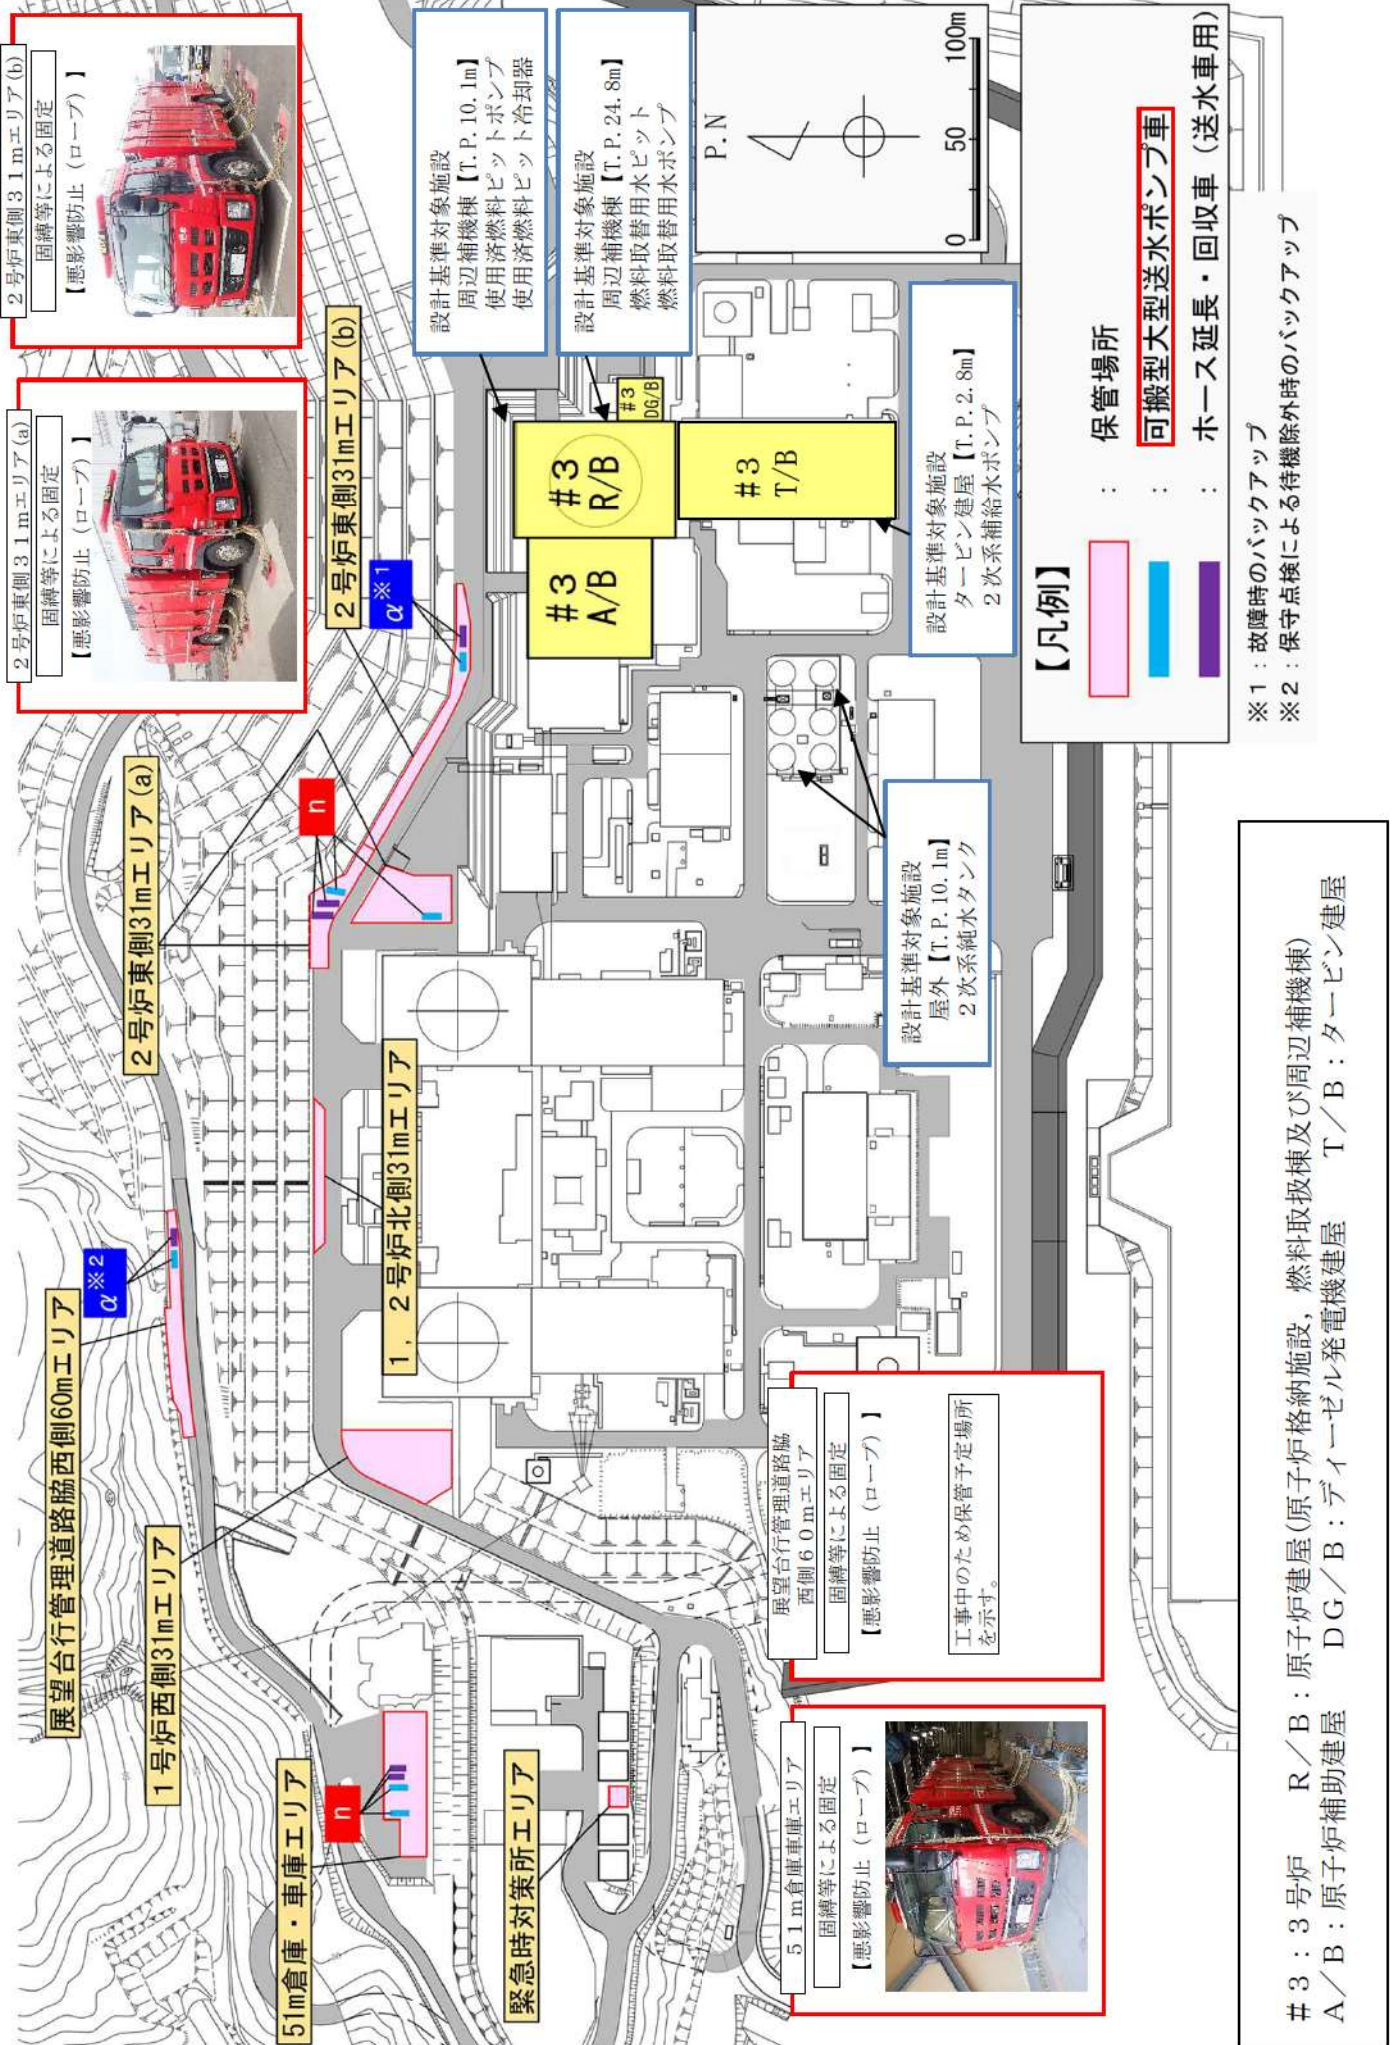 2号炉東側31mエリア(a)
固縛等による固定
【悪影響防止（ロープ）】
2号炉東側31mエリア(b)
固縛等による固定
【悪影響防止（ロープ）】
展望台行管理道路脇西側60mエリア
α※2
1号炉西側31mエリア
51m倉庫・車庫エリア
n
緊急時対策所エリア
1，2号炉北側31mエリア
2号炉東側31mエリア(a)
n
2号炉東側31mエリア(b)
α※1
設計基準対象施設
周辺補機棟【T.P.10.1m】
使用済燃料ピットポンプ
使用済燃料ピット冷却器
設計基準対象施設
周辺補機棟【T.P.24.8m】
燃料取替用水ピット
燃料取替用水ポンプ
#3
R/B
#3
A/B
#3
DG/B
#3
T/B
P.N
0
50
100m
設計基準対象施設
タービン建屋【T.P.2.8m】
2次系補給水ポンプ
設計基準対象施設
屋外【T.P.10.1m】
2次系純水タンク
51m倉庫車庫エリア
固縛等による固定
【悪影響防止（ロープ）】
展望台行管理道路脇
西側60mエリア
固縛等による固定
【悪影響防止（ロープ）】
工事中のため保管予定場所
を示す。
【凡例】
：保管場所
：可搬型大型送水ポンプ車
：ホース延長・回収車（送水車用）
※1：故障時のバックアップ
※2：保守点検による待機除外時のバックアップ
#3：3号炉 R/B：原子炉建屋(原子炉格納施設，燃料取扱棟及び周辺補機棟)
A/B：原子炉補助建屋 DG/B：ディーゼル発電機建屋 T/B：タービン建屋